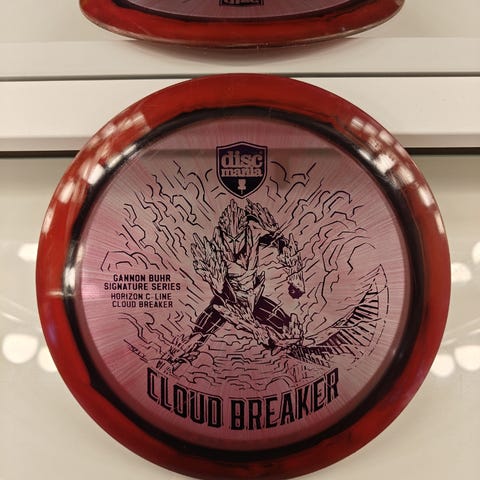 disc
mania
GANNON BUHR
SIGNATURE SERIES
HORIZON C-LINE
CLOUD BREAKER
CLOUD BREAKER